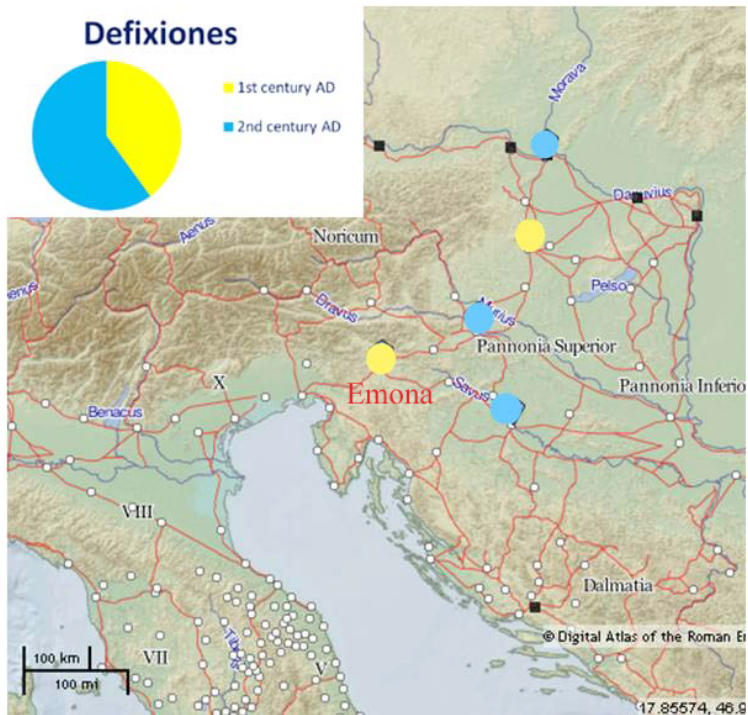 Defixiones
1st century AD
2nd century AD
Morava
Danuvius
Aenus
Noricum
Dravus
Murius
Pelso
Pannonia Superior
Emona
Savus
Pannonia Inferio
X
Benacus
VIII
Dalmatia
VII
Tiberis
V
© Digital Atlas of the Roman E
100 km
100 mi
17.85574, 46.9